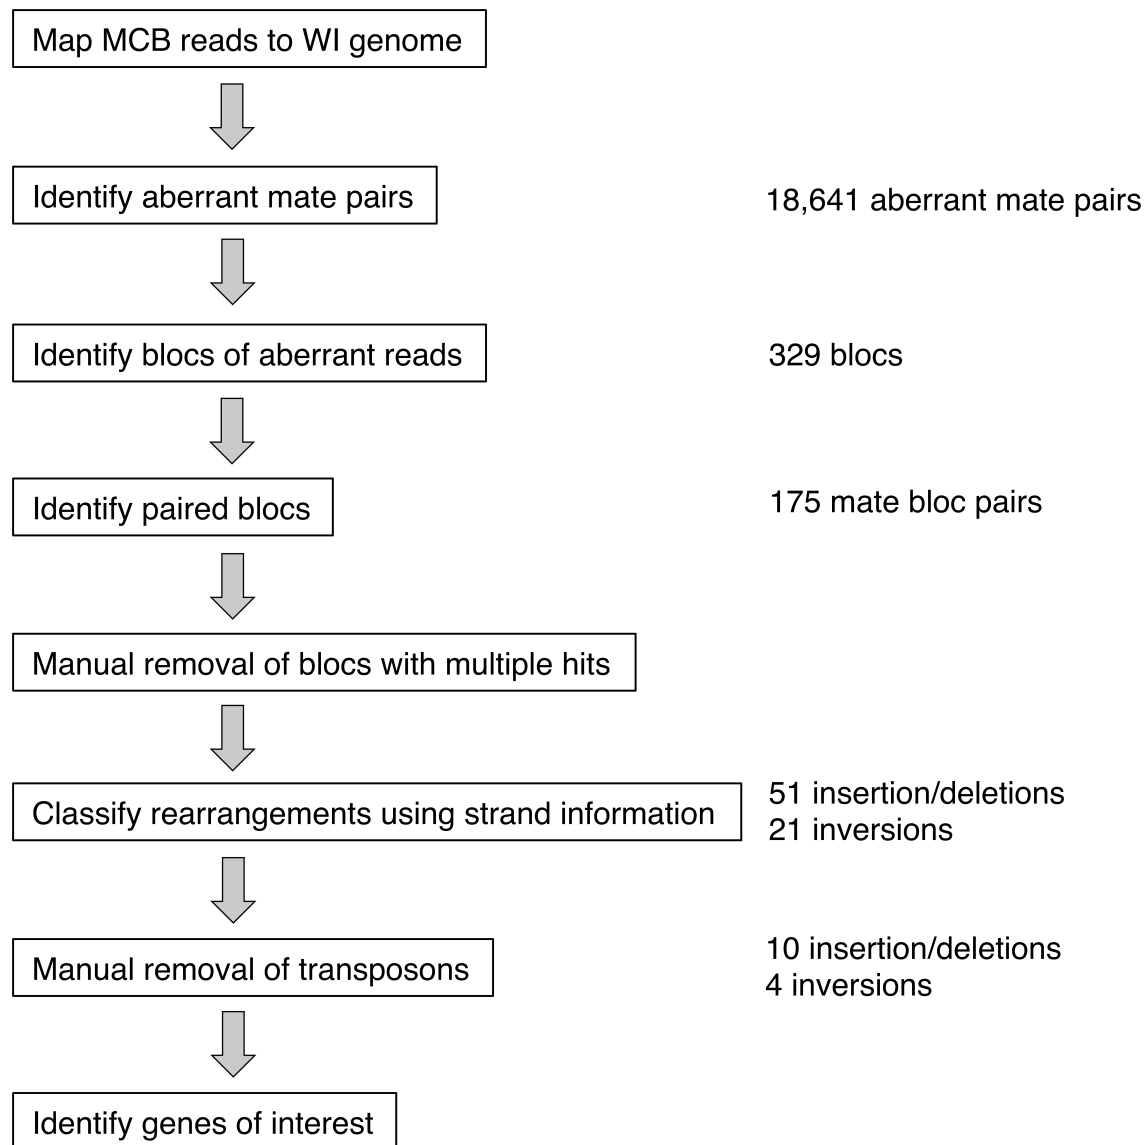 Map MCB reads to WI genome
Identify aberrant mate pairs
18,641 aberrant mate pairs
Identify blocs of aberrant reads
329 blocs
Identify paired blocs
175 mate bloc pairs
Manual removal of blocs with multiple hits
Classify rearrangements using strand information
51 insertion/deletions
21 inversions
Manual removal of transposons
10 insertion/deletions
4 inversions
Identify genes of interest